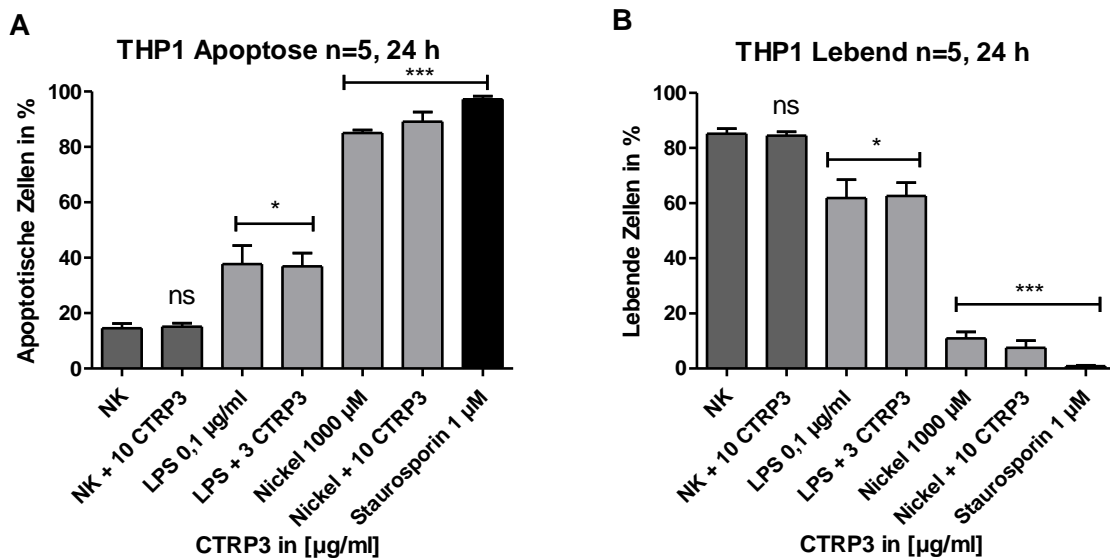 A
THP1 Apoptose n=5, 24 h
Apoptotische Zellen in %
100
80
60
40
20
0
ns
*
***
NK
NK + 10 CTRP3
LPS 0,1 µg/ml
LPS + 3 CTRP3
Nickel 1000 µM
Nickel + 10 CTRP3
Staurosporin 1 µM
CTRP3 in [µg/ml]
B
THP1 Lebend n=5, 24 h
Lebende Zellen in %
100
80
60
40
20
0
ns
*
***
NK
NK + 10 CTRP3
LPS 0,1 µg/ml
LPS + 3 CTRP3
Nickel 1000 µM
Nickel + 10 CTRP3
Staurosporin 1 µM
CTRP3 in [µg/ml]